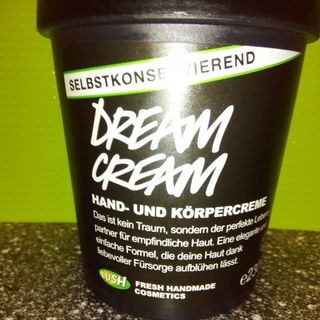 SELBSTKONSERVIEREND
DREAM
CREAM
HAND- UND KÖRPERCREME
Das ist kein Traum, sondern der perfekte Lebens
partner für empfindliche Haut. Eine elegante und
einfache Formel, die deine Haut dank
liebevoller Fürsorge aufblühen lässt.
LUSH
FRESH HANDMADE
COSMETICS